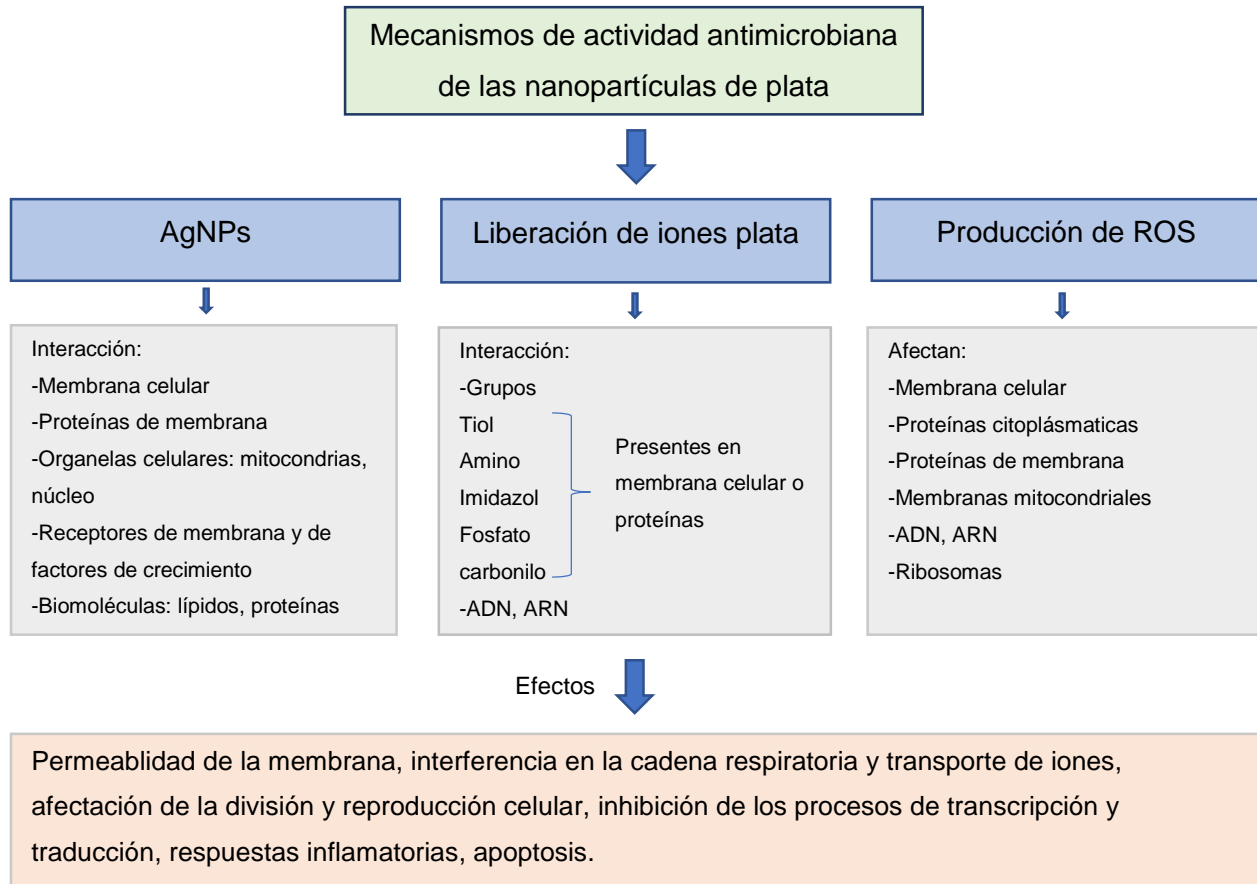 Mecanismos de actividad antimicrobiana
de las nanopartículas de plata
AgNPs
Liberación de iones plata
Producción de ROS
Interacción:
-Membrana celular
-Proteínas de membrana
-Organelas celulares: mitocondrias,
núcleo
-Receptores de membrana y de
factores de crecimiento
-Biomoléculas: lípidos, proteínas
Interacción:
-Grupos
Tiol
Amino
Imidazol
Fosfato
carbonilo
-ADN, ARN
Presentes en
membrana celular o
proteínas
Afectan:
-Membrana celular
-Proteínas citoplásmaticas
-Proteínas de membrana
-Membranas mitocondriales
-ADN, ARN
-Ribosomas
Efectos
Permeablidad de la membrana, interferencia en la cadena respiratoria y transporte de iones,
afectación de la división y reproducción celular, inhibición de los procesos de transcripción y
traducción, respuestas inflamatorias, apoptosis.